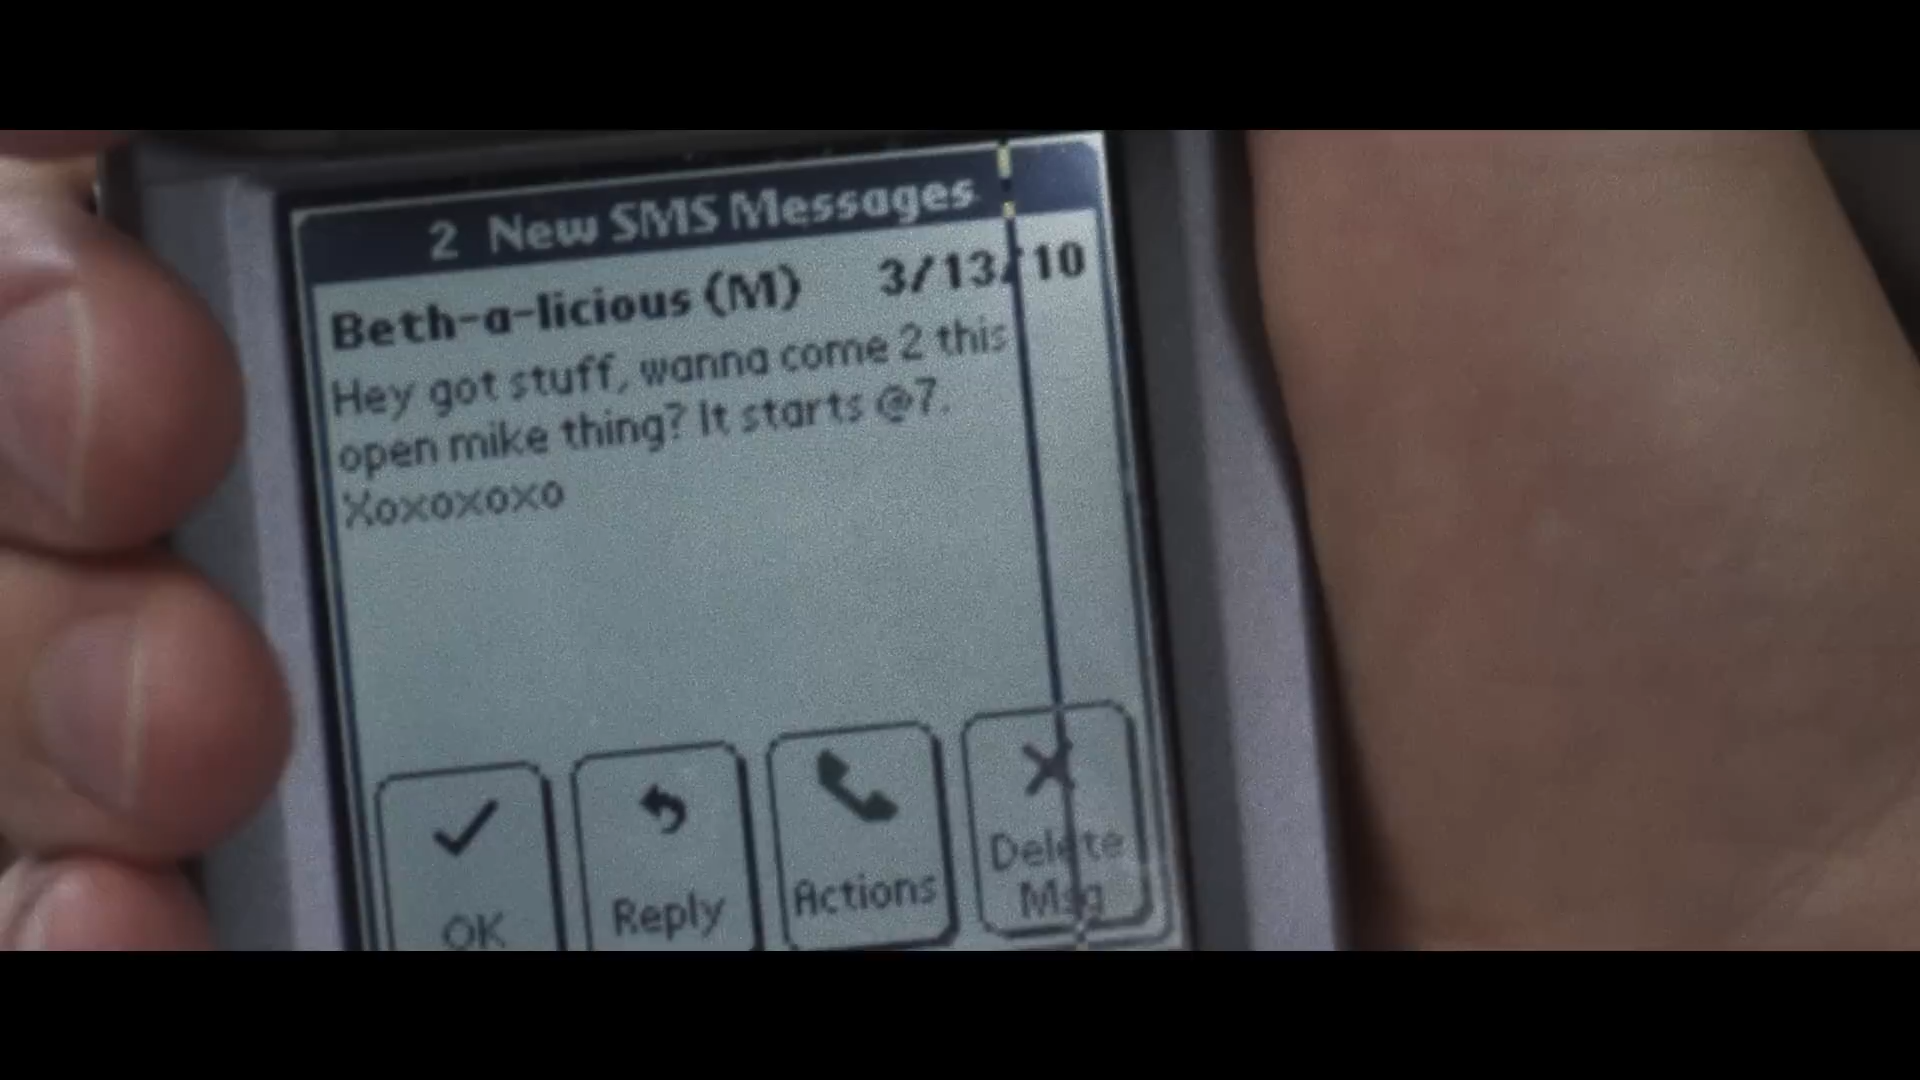 2 New SMS Messages
Beth-a-licious (M) 3/13/10
Hey got stuff, wanna come 2 this
open mike thing? It starts @7.
Xoxoxoxo
OK
Reply
Actions
Delete
Msg